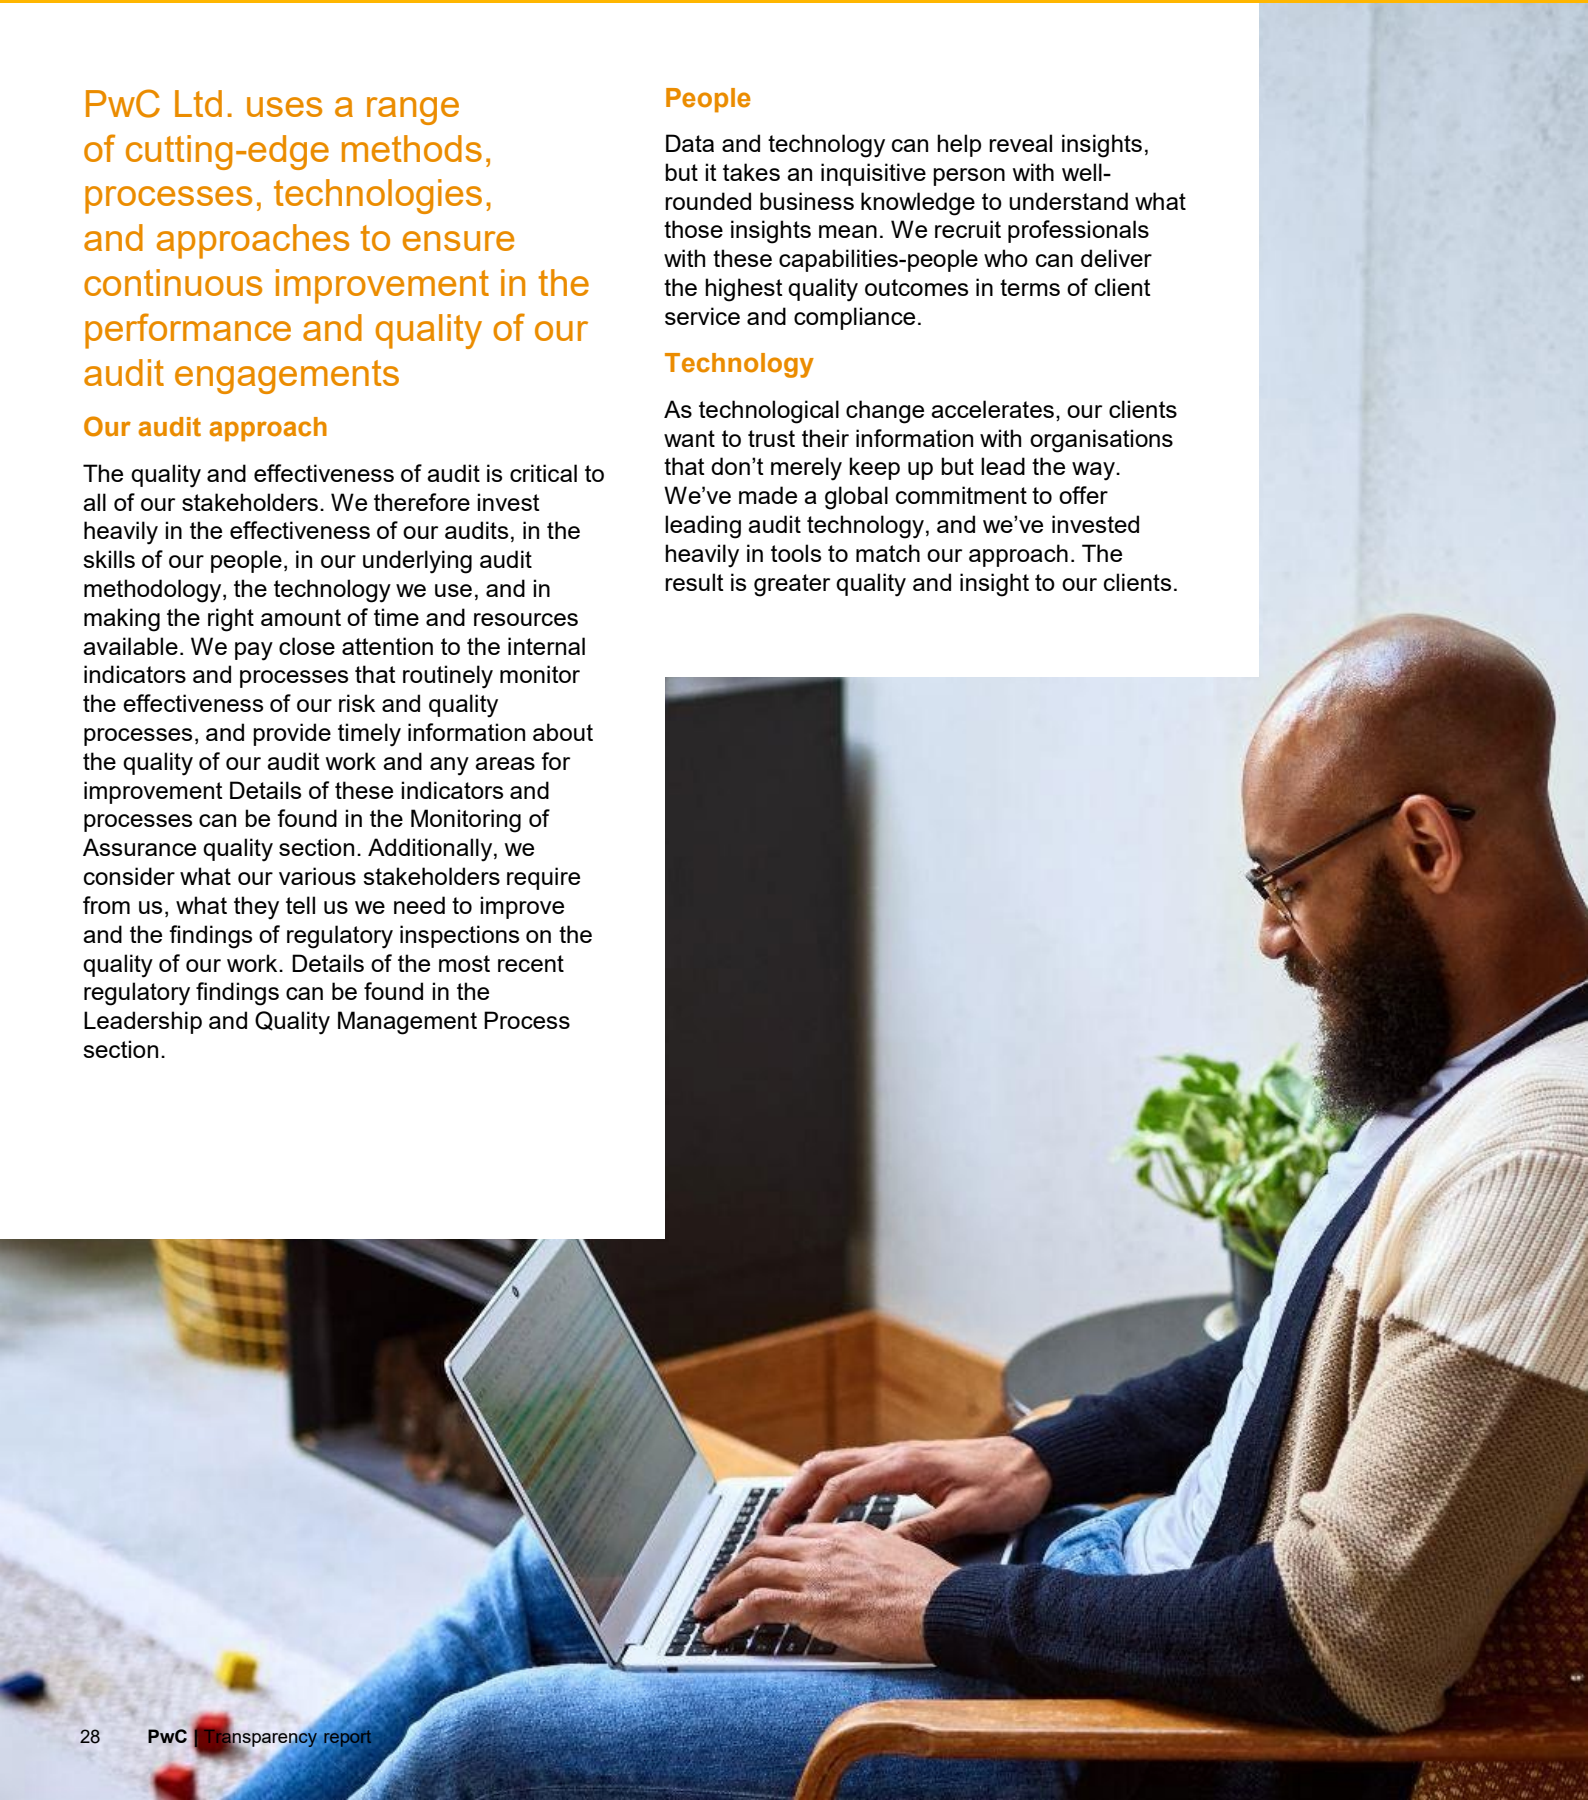 PwC Ltd. uses a range
of cutting-edge methods,
processes, technologies,
and approaches to ensure
continuous improvement in the
performance and quality of our
audit engagements
Our audit approach
The quality and effectiveness of audit is critical to
all of our stakeholders. We therefore invest
heavily in the effectiveness of our audits, in the
skills of our people, in our underlying audit
methodology, the technology we use, and in
making the right amount of time and resources
available. We pay close attention to the internal
indicators and processes that routinely monitor
the effectiveness of our risk and quality
processes, and provide timely information about
the quality of our audit work and any areas for
improvement Details of these indicators and
processes can be found in the Monitoring of
Assurance quality section. Additionally, we
consider what our various stakeholders require
from us, what they tell us we need to improve
and the findings of regulatory inspections on the
quality of our work. Details of the most recent
regulatory findings can be found in the
Leadership and Quality Management Process
section.
People
Data and technology can help reveal insights,
but it takes an inquisitive person with well-
rounded business knowledge to understand what
those insights mean. We recruit professionals
with these capabilities-people who can deliver
the highest quality outcomes in terms of client
service and compliance.
Technology
As technological change accelerates, our clients
want to trust their information with organisations
that don’t merely keep up but lead the way.
We’ve made a global commitment to offer
leading audit technology, and we’ve invested
heavily in tools to match our approach. The
result is greater quality and insight to our clients.
28 PwC | Transparency report